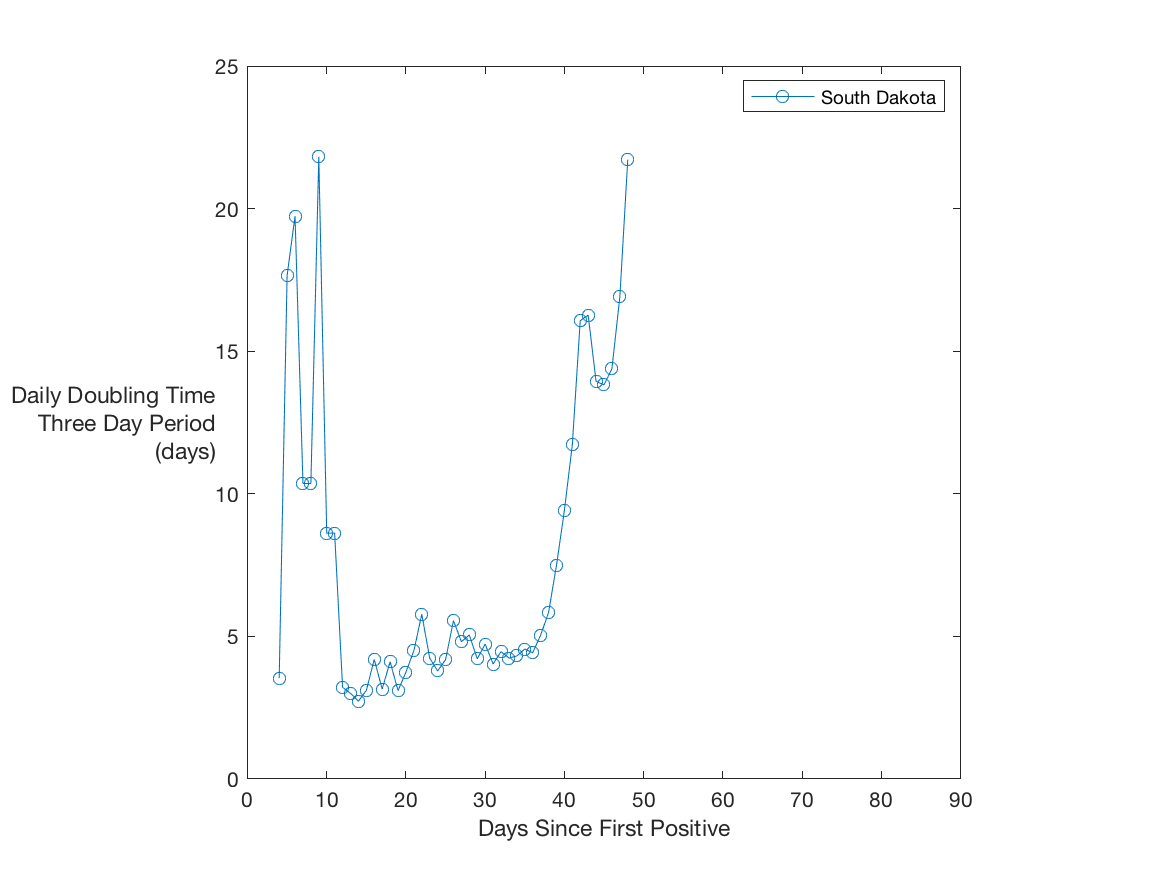 25
South Dakota
20
15
Daily Doubling Time
Three Day Period
(days)
10
5
0
0 10 20 30 40 50 60 70 80 90
Days Since First Positive